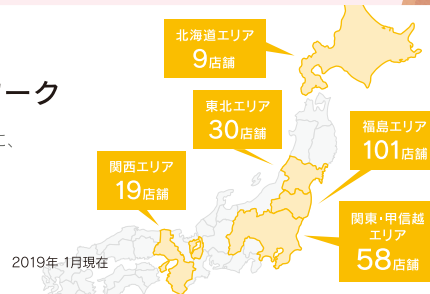 北海道エリア
9店舗
ーク
東北エリア
30店舗
に、
福島エリア
101店舗
関西エリア
19店舗
関東・甲信越
エリア
58店舗
2019年 1月現在